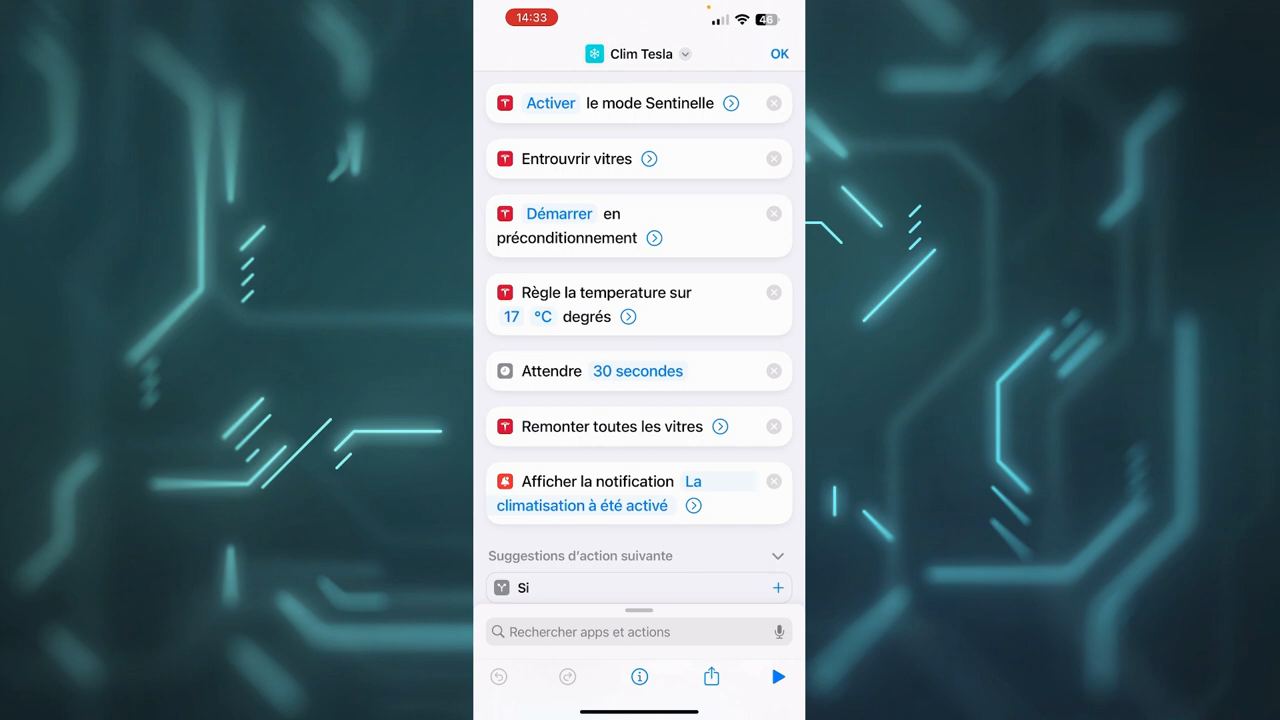 14:33
46
Clim Tesla
OK
Activer le mode Sentinelle
Entrouvrir vitres
Démarrer en
préconditionnement
Règle la temperature sur
17 °C degrés
Attendre 30 secondes
Remonter toutes les vitres
Afficher la notification La
climatisation à été activé
Suggestions d'action suivante
Si
Rechercher apps et actions